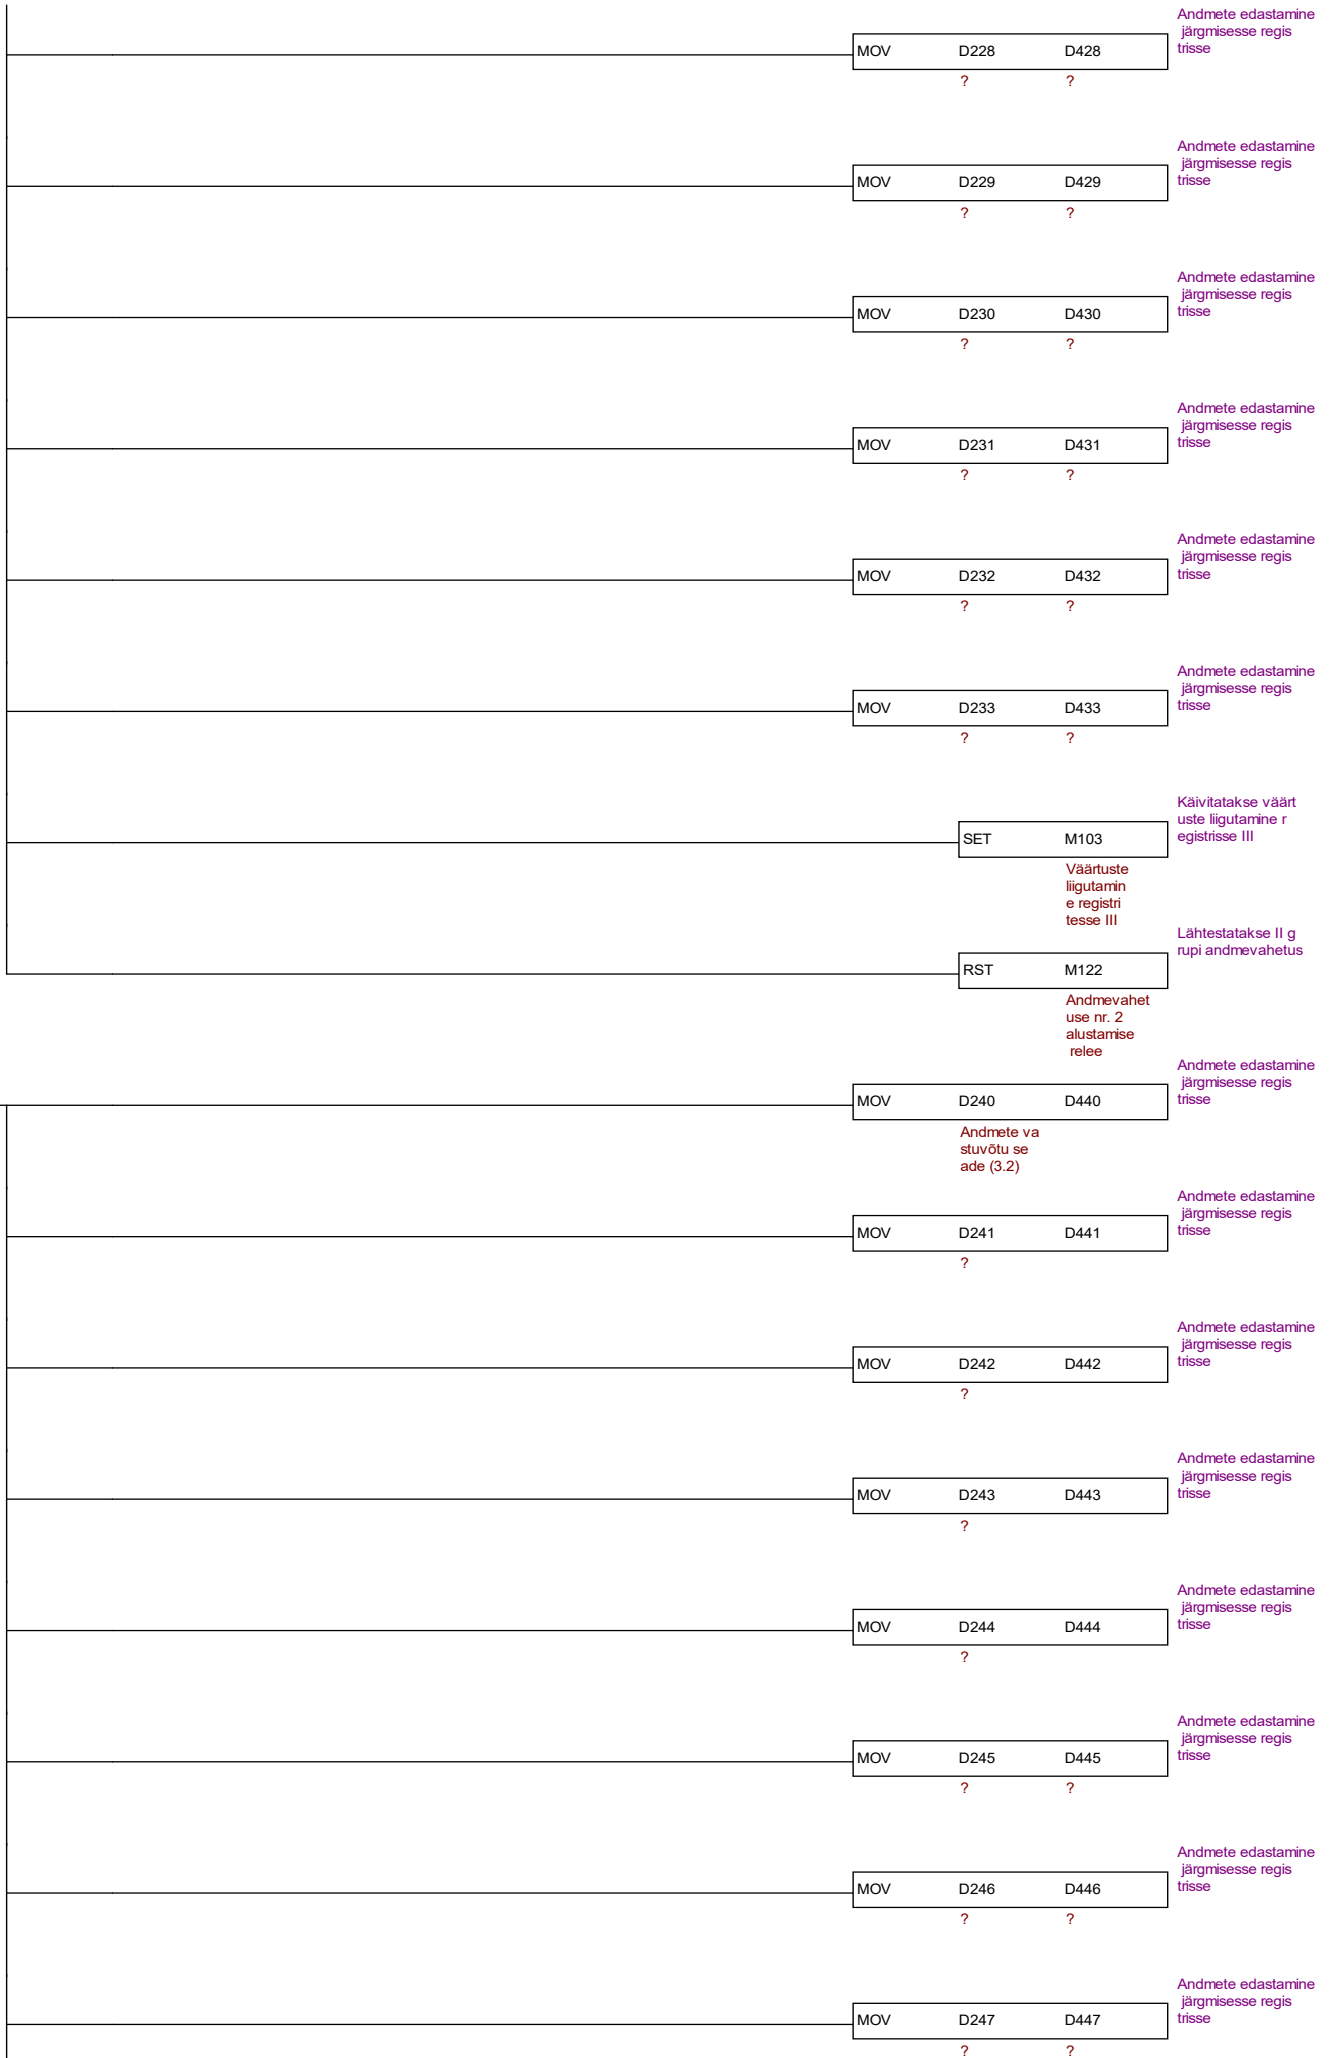 Andmete edastamine
järgmisesse regis
trisse
MOV D228 D428
? ?
Andmete edastamine
järgmisesse regis
trisse
MOV D229 D429
? ?
Andmete edastamine
järgmisesse regis
trisse
MOV D230 D430
? ?
Andmete edastamine
järgmisesse regis
trisse
MOV D231 D431
? ?
Andmete edastamine
järgmisesse regis
trisse
MOV D232 D432
? ?
Andmete edastamine
järgmisesse regis
trisse
MOV D233 D433
? ?
Käivitatakse väärt
uste liigutamine r
egistrisse III
SET M103
Väärtuste
liigutamin
e registri
tesse III
Lähtestatakse II g
rupi andmevahetus
RST M122
Andmevahet
use nr. 2
alustamise
relee
Andmete edastamine
järgmisesse regis
trisse
MOV D240 D440
Andmete va
stuvõtu se
ade (3.2)
Andmete edastamine
järgmisesse regis
trisse
MOV D241 D441
?
Andmete edastamine
järgmisesse regis
trisse
MOV D242 D442
?
Andmete edastamine
järgmisesse regis
trisse
MOV D243 D443
?
Andmete edastamine
järgmisesse regis
trisse
MOV D244 D444
?
Andmete edastamine
järgmisesse regis
trisse
MOV D245 D445
? ?
Andmete edastamine
järgmisesse regis
trisse
MOV D246 D446
? ?
Andmete edastamine
järgmisesse regis
trisse
MOV D247 D447
? ?